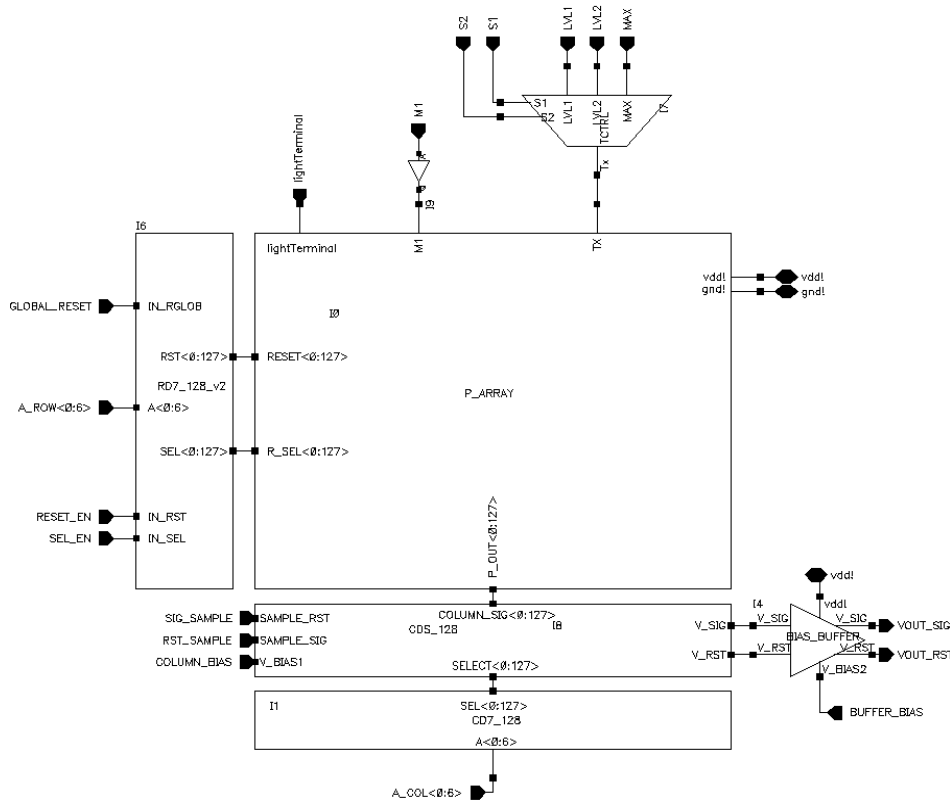 S2
S1
LVL1
LVL2
MAX
S1
S2
LVL1
LVL2
MAX
TCTRL
I7
Tx
M1
A
I9
lightTerminal
lightTerminal
M1
TX
I6
GLOBAL_RESET
IN_RGLOB
vdd!
vdd!
gnd!
gnd!
I0
RST<0:127>
RESET<0:127>
RD7_128_v2
P_ARRAY
A_ROW<0:6>
A<0:6>
SEL<0:127>
R_SEL<0:127>
P_OUT<0:127>
RESET_EN
IN_RST
SEL_EN
IN_SEL
vdd!
SIG_SAMPLE
SAMPLE_RST
COLUMN_SIG<0:127>
CDS_128
I8
I4
vdd!
V_SIG
V_SIG
V_SIG
VOUT_SIG
RST_SAMPLE
SAMPLE_SIG
BIAS_BUFFER
V_RST
V_RST
V_RST
VOUT_RST
COLUMN_BIAS
V_BIAS1
SELECT<0:127>
V_BIAS2
I1
SEL<0:127>
CD7_128
BUFFER_BIAS
A<0:6>
A_COL<0:6>